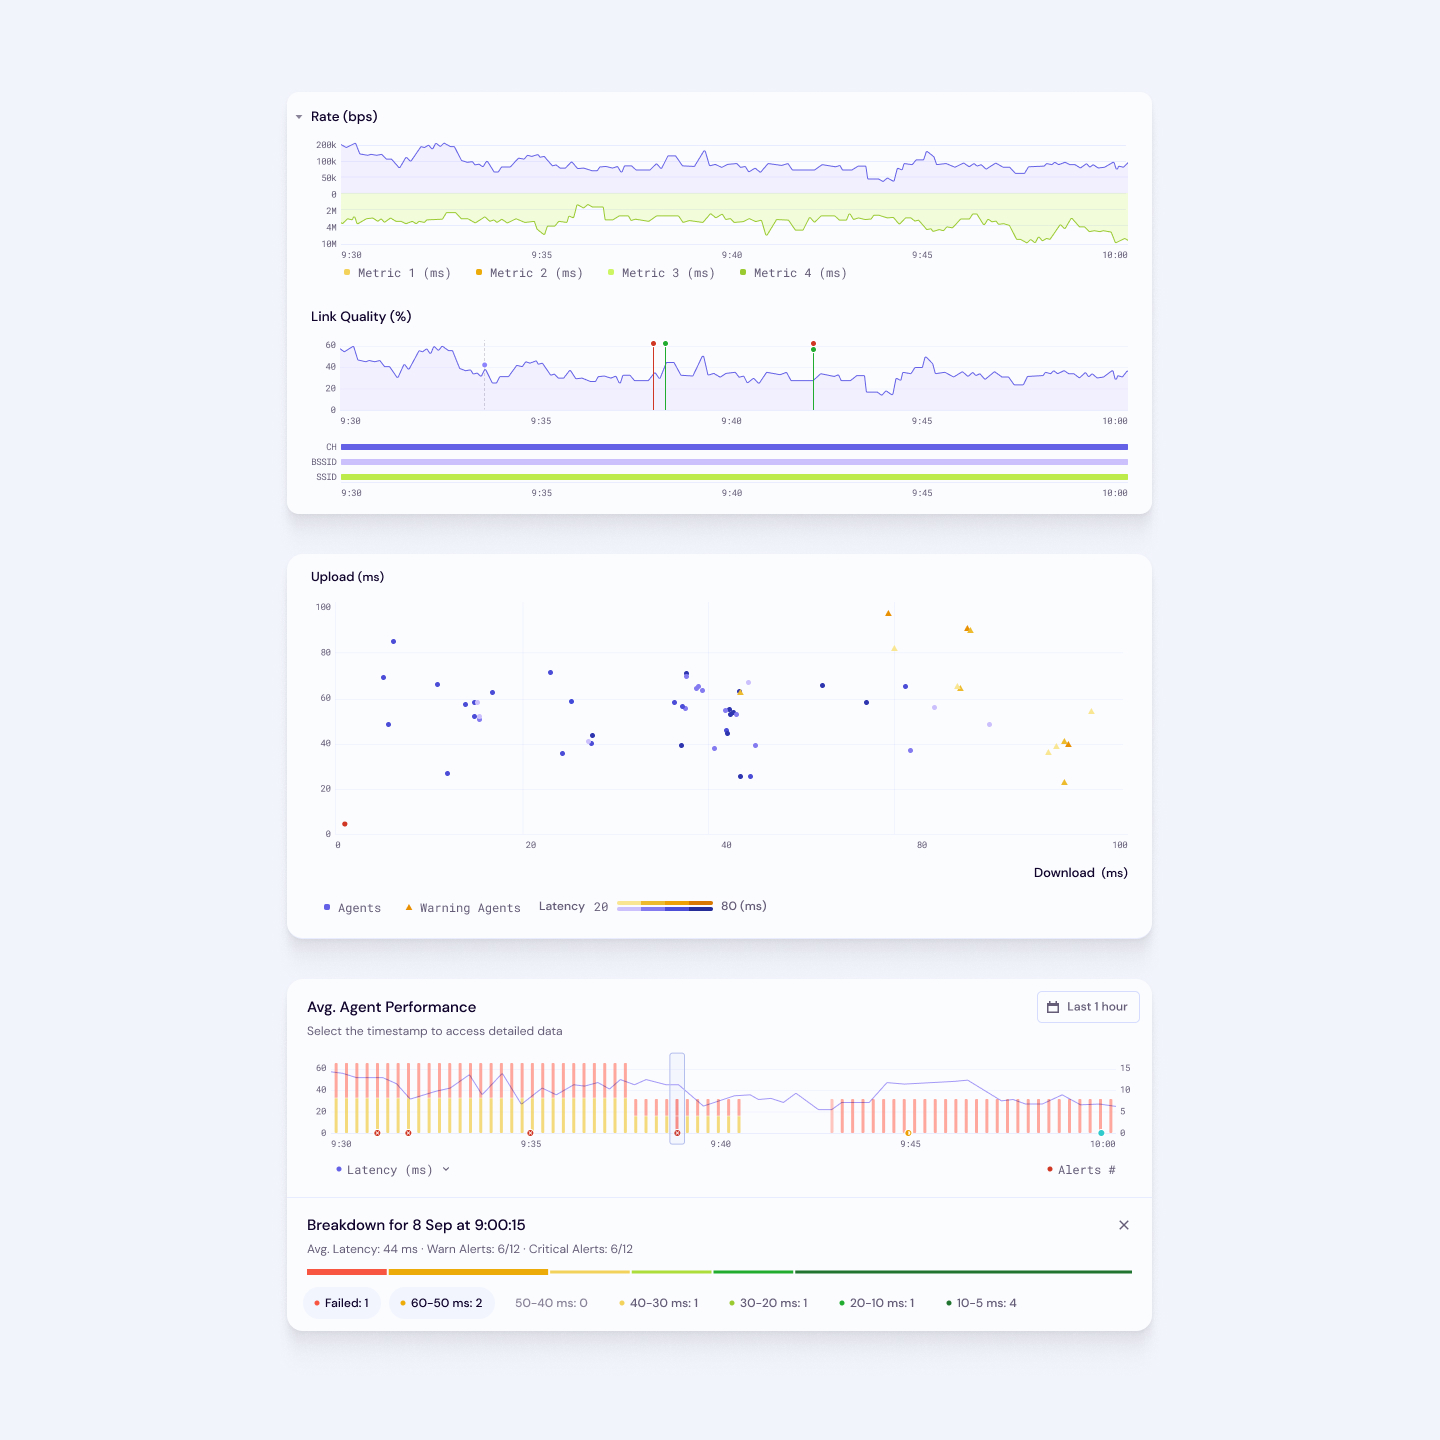 Rate (bps)
200k
100k
50k
0
2M
4M
10M
9:30 9:35 9:40 9:45 10:00
Metric 1 (ms) Metric 2 (ms) Metric 3 (ms) Metric 4 (ms)
Link Quality (%)
60
40
20
0
9:30 9:35 9:40 9:45 10:00
CH
BSSID
SSID
9:30 9:35 9:40 9:45 10:00
Upload (ms)
100
80
60
40
20
0
0 20 40 80 100
Download (ms)
Agents Warning Agents Latency 20 80 (ms)
Avg. Agent Performance
Last 1 hour
Select the timestamp to access detailed data
60 15
40 10
20 5
0 0
9:30 9:35 9:40 9:45 10:00
Latency (ms) Alerts #
Breakdown for 8 Sep at 9:00:15
Avg. Latency: 44 ms · Warn Alerts: 6/12 · Critical Alerts: 6/12
Failed: 1 60-50 ms: 2 50-40 ms: 0 40-30 ms: 1 30-20 ms: 1 20-10 ms: 1 10-5 ms: 4